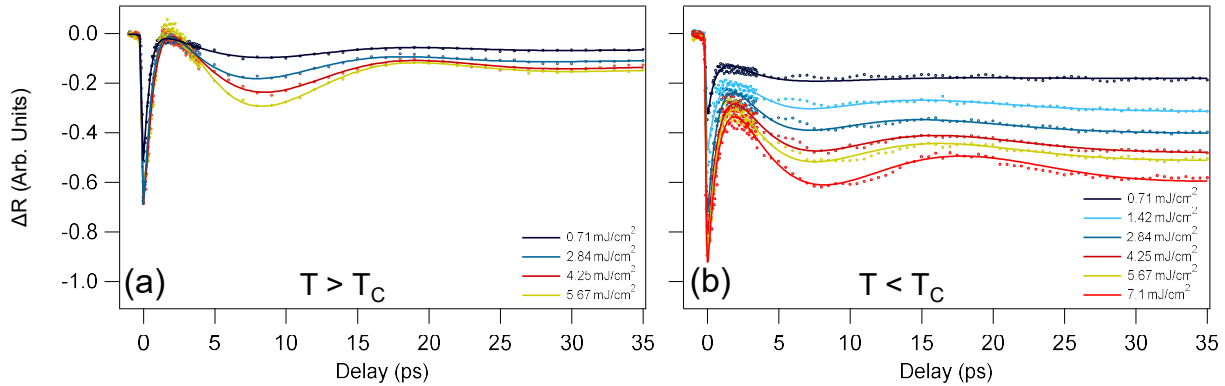 0.0
-0.2
-0.4
-0.6
-0.8
-1.0
ΔR (Arb. Units)
(a)
T > T_C
0.71 mJ/cm²
2.84 mJ/cm²
4.25 mJ/cm²
5.67 mJ/cm²
0 5 10 15 20 25 30 35
Delay (ps)
(b)
T < T_C
0.71 mJ/cm²
1.42 mJ/cm²
2.84 mJ/cm²
4.25 mJ/cm²
5.67 mJ/cm²
7.1 mJ/cm²
0 5 10 15 20 25 30 35
Delay (ps)